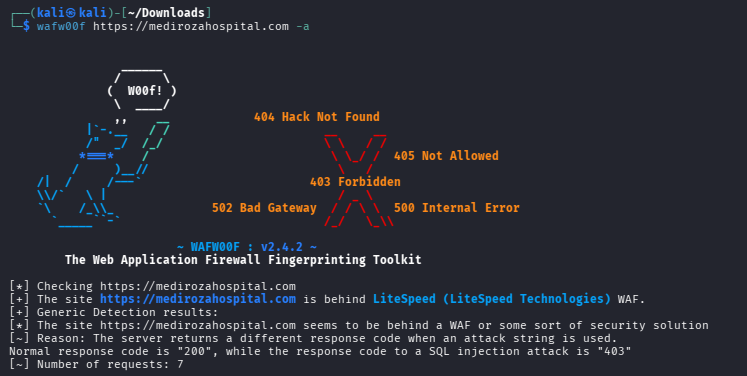 (kali㉿kali)-[~/Downloads]
$ wafw00f https://medirozahospital.com -a
( W00f! )
404 Hack Not Found
405 Not Allowed
403 Forbidden
502 Bad Gateway
500 Internal Error
~ WAFW00F : v2.4.2 ~
The Web Application Firewall Fingerprinting Toolkit
[*] Checking https://medirozahospital.com
[+] The site https://medirozahospital.com is behind LiteSpeed (LiteSpeed Technologies) WAF.
[+] Generic Detection results:
[*] The site https://medirozahospital.com seems to be behind a WAF or some sort of security solution
[~] Reason: The server returns a different response code when an attack string is used.
Normal response code is "200", while the response code to a SQL injection attack is "403"
[~] Number of requests: 7